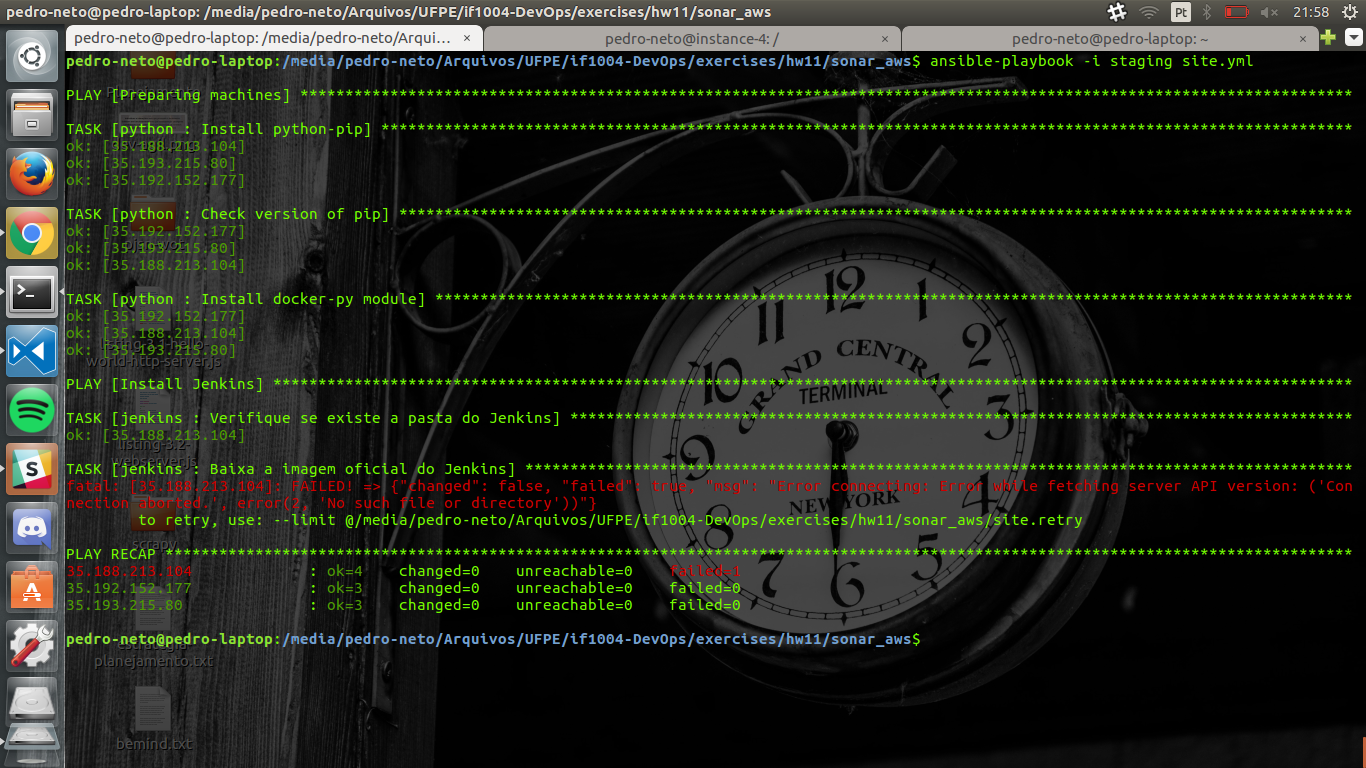 pedro-neto@pedro-laptop: /media/pedro-neto/Arquivos/UFPE/if1004-DevOps/exercises/hw11/sonar_aws
Pt
21:58
pedro-neto@pedro-laptop: /media/pedro-neto/Arqui... ×
pedro-neto@instance-4: / ×
pedro-neto@pedro-laptop: ~ ×
pedro-neto@pedro-laptop:/media/pedro-neto/Arquivos/UFPE/if1004-DevOps/exercises/hw11/sonar_aws$ ansible-playbook -i staging site.yml
PLAY [Preparing machines] *********************************************************************************************************************
TASK [python : Install python-pip] ************************************************************************************************************
ok: [35.188.213.104]
ok: [35.193.215.80]
ok: [35.192.152.177]
TASK [python : Check version of pip] **********************************************************************************************************
ok: [35.192.152.177]
ok: [35.193.215.80]
ok: [35.188.213.104]
TASK [python : Install docker-py module] ******************************************************************************************************
ok: [35.192.152.177]
ok: [35.188.213.104]
ok: [35.193.215.80]
PLAY [Install Jenkins] ************************************************************************************************************************
TASK [jenkins : Verifique se existe a pasta do Jenkins] ***************************************************************************************
ok: [35.188.213.104]
TASK [jenkins : Baixa a imagem oficial do Jenkins] ********************************************************************************************
fatal: [35.188.213.104]: FAILED! => {"changed": false, "failed": true, "msg": "Error connecting: Error while fetching server API version: ('Con
nection aborted.', error(2, 'No such file or directory'))"}
to retry, use: --limit @/media/pedro-neto/Arquivos/UFPE/if1004-DevOps/exercises/hw11/sonar_aws/site.retry
PLAY RECAP ************************************************************************************************************************************
35.188.213.104 : ok=4 changed=0 unreachable=0 failed=1
35.192.152.177 : ok=3 changed=0 unreachable=0 failed=0
35.193.215.80 : ok=3 changed=0 unreachable=0 failed=0
pedro-neto@pedro-laptop:/media/pedro-neto/Arquivos/UFPE/if1004-DevOps/exercises/hw11/sonar_aws$
world-http-server.js
listing-3.2-
webserver.js
scrapy
planejamento.txt
bemind.txt
12
1
2
3
4
5
6
7
8
9
10
11
GRAND CENTRAL
TERMINAL
NEW YORK